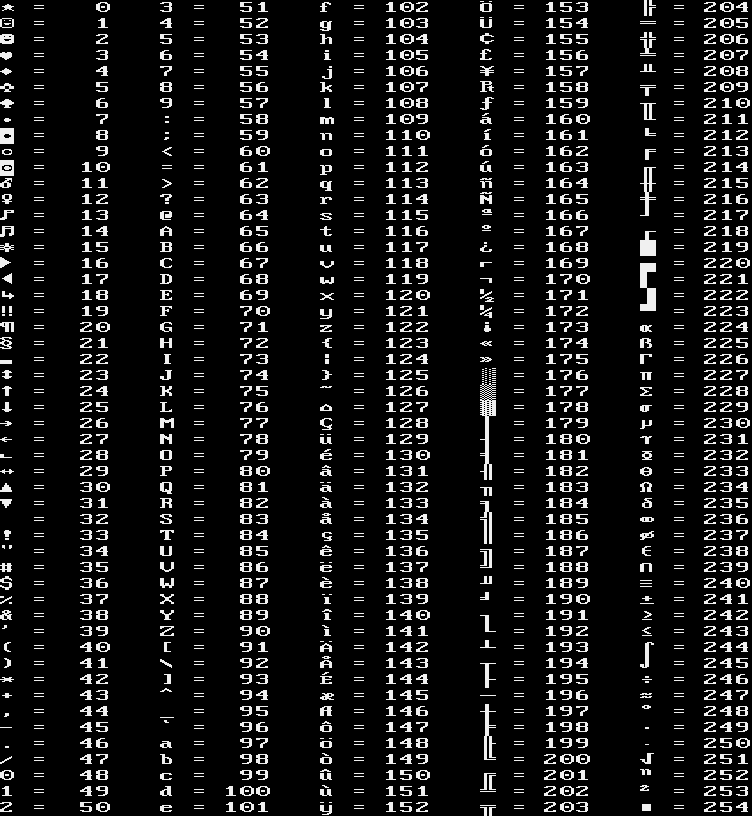 ★ = 0 3 = 51 f = 102 Ö = 153 ╠ = 204
☺ = 1 4 = 52 g = 103 Ü = 154 ═ = 205
☻ = 2 5 = 53 h = 104 ¢ = 155 ╬ = 206
♥ = 3 6 = 54 i = 105 £ = 156 ╧ = 207
♦ = 4 7 = 55 j = 106 ¥ = 157 ╨ = 208
♣ = 5 8 = 56 k = 107 ₧ = 158 ╤ = 209
♠ = 6 9 = 57 l = 108 ƒ = 159 ╥ = 210
• = 7 : = 58 m = 109 á = 160 ╙ = 211
◘ = 8 ; = 59 n = 110 í = 161 ╘ = 212
○ = 9 < = 60 o = 111 ó = 162 ╒ = 213
◙ = 10 = = 61 p = 112 ú = 163 ╓ = 214
♂ = 11 > = 62 q = 113 ñ = 164 ╫ = 215
♀ = 12 ? = 63 r = 114 Ñ = 165 ╪ = 216
♪ = 13 @ = 64 s = 115 ª = 166 ┘ = 217
♫ = 14 A = 65 t = 116 º = 167 ┌ = 218
☼ = 15 B = 66 u = 117 ¿ = 168 █ = 219
► = 16 C = 67 v = 118 ⌐ = 169 ▄ = 220
◄ = 17 D = 68 w = 119 ¬ = 170 ▌ = 221
↳ = 18 E = 69 x = 120 ½ = 171 ▐ = 222
‼ = 19 F = 70 y = 121 ¼ = 172 ▀ = 223
¶ = 20 G = 71 z = 122 ¡ = 173 α = 224
§ = 21 H = 72 { = 123 « = 174 ß = 225
▬ = 22 I = 73 ¦ = 124 » = 175 Γ = 226
↨ = 23 J = 74 } = 125 ░ = 176 π = 227
↑ = 24 K = 75 ~ = 126 ▒ = 177 Σ = 228
↓ = 25 L = 76 ⌂ = 127 ▓ = 178 σ = 229
→ = 26 M = 77 Ç = 128 │ = 179 µ = 230
← = 27 N = 78 ü = 129 ┤ = 180 τ = 231
∟ = 28 O = 79 é = 130 ╡ = 181 Φ = 232
↔ = 29 P = 80 â = 131 ╢ = 182 Θ = 233
▲ = 30 Q = 81 ä = 132 ╖ = 183 Ω = 234
▼ = 31 R = 82 à = 133 ╕ = 184 δ = 235
= 32 S = 83 å = 134 ╣ = 185 ∞ = 236
! = 33 T = 84 ç = 135 ║ = 186 φ = 237
" = 34 U = 85 ê = 136 ╗ = 187 ∈ = 238
# = 35 V = 86 ë = 137 ╝ = 188 ∩ = 239
$ = 36 W = 87 è = 138 ╜ = 189 ≡ = 240
% = 37 X = 88 ï = 139 ╛ = 190 ± = 241
& = 38 Y = 89 î = 140 ┐ = 191 ≥ = 242
' = 39 Z = 90 ì = 141 └ = 192 ≤ = 243
( = 40 [ = 91 Ä = 142 ┴ = 193 ⌠ = 244
) = 41 \ = 92 Å = 143 ┬ = 194 ⌡ = 245
* = 42 ] = 93 É = 144 ├ = 195 ÷ = 246
+ = 43 ^ = 94 æ = 145 ─ = 196 ≈ = 247
, = 44 _ = 95 Æ = 146 ┼ = 197 ° = 248
- = 45 ` = 96 ô = 147 ╞ = 198 ∙ = 249
. = 46 a = 97 ö = 148 ╟ = 199 · = 250
/ = 47 b = 98 ò = 149 ╚ = 200 √ = 251
0 = 48 c = 99 û = 150 ╔ = 201 ⁿ = 252
1 = 49 d = 100 ù = 151 ╩ = 202 ² = 253
2 = 50 e = 101 ÿ = 152 ╦ = 203 ■ = 254